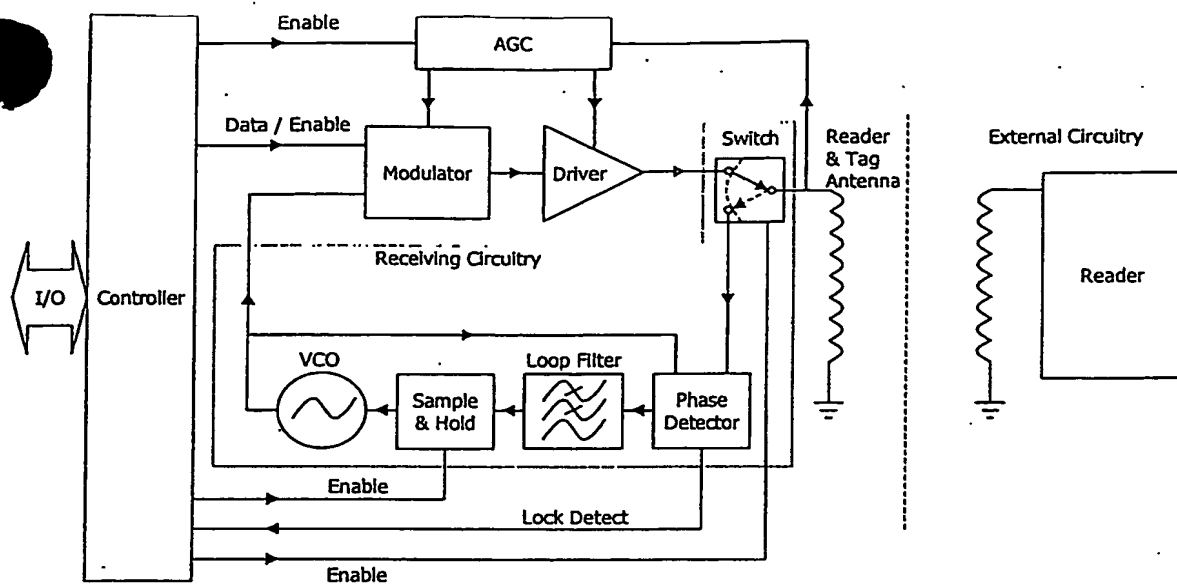 Enable
AGC
Data / Enable
Modulator
Driver
Switch
Reader
& Tag
Antenna
External Circuitry
Reader
Receiving Circuitry
I/O
Controller
VCO
Sample
& Hold
Loop Filter
Phase
Detector
Enable
Lock Detect
Enable